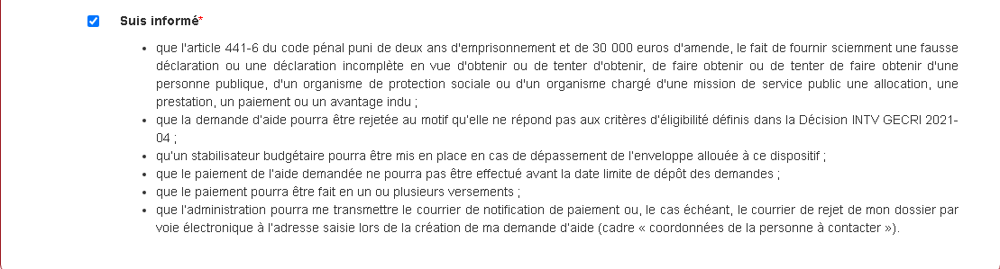 Suis informé*
• que l'article 441-6 du code pénal puni de deux ans d'emprisonnement et de 30 000 euros d'amende, le fait de fournir sciemment une fausse
déclaration ou une déclaration incomplète en vue d'obtenir ou de tenter d'obtenir, de faire obtenir ou de tenter de faire obtenir d'une
personne publique, d'un organisme de protection sociale ou d'un organisme chargé d'une mission de service public une allocation, une
prestation, un paiement ou un avantage indu ;
• que la demande d'aide pourra être rejetée au motif qu'elle ne répond pas aux critères d'éligibilité définis dans la Décision INTV GECRI 2021-
04 ;
• qu'un stabilisateur budgétaire pourra être mis en place en cas de dépassement de l'enveloppe allouée à ce dispositif ;
• que le paiement de l'aide demandée ne pourra pas être effectué avant la date limite de dépôt des demandes ;
• que le paiement pourra être fait en un ou plusieurs versements ;
• que l'administration pourra me transmettre le courrier de notification de paiement ou, le cas échéant, le courrier de rejet de mon dossier par
voie électronique à l'adresse saisie lors de la création de ma demande d'aide (cadre « coordonnées de la personne à contacter »).